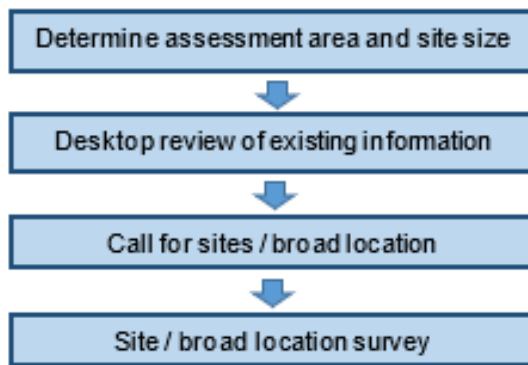 Determine assessment area and site size
Desktop review of existing information
Call for sites / broad location
Site / broad location survey